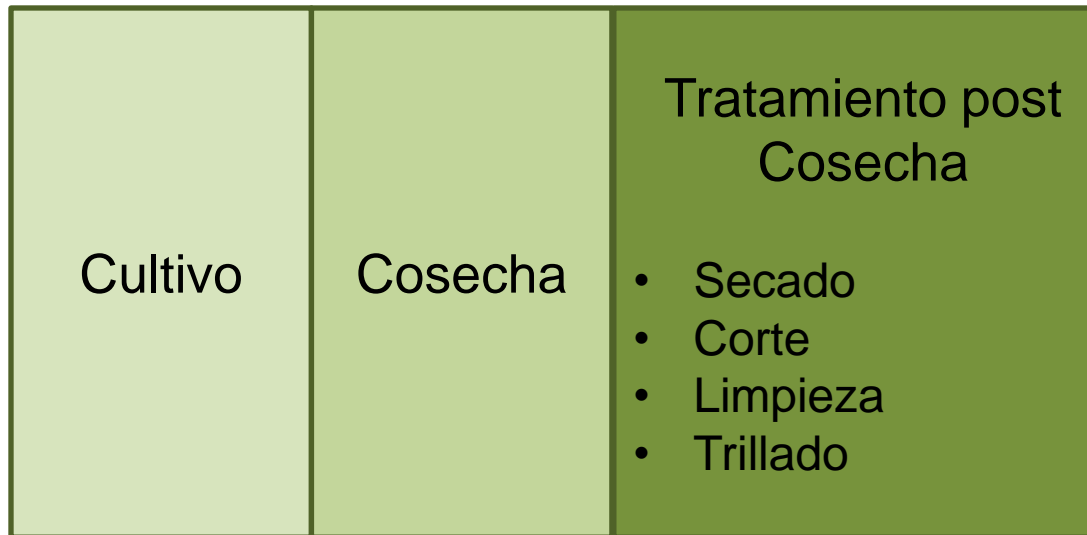 Cultivo
Cosecha
Tratamiento post
Cosecha
• Secado
• Corte
• Limpieza
• Trillado